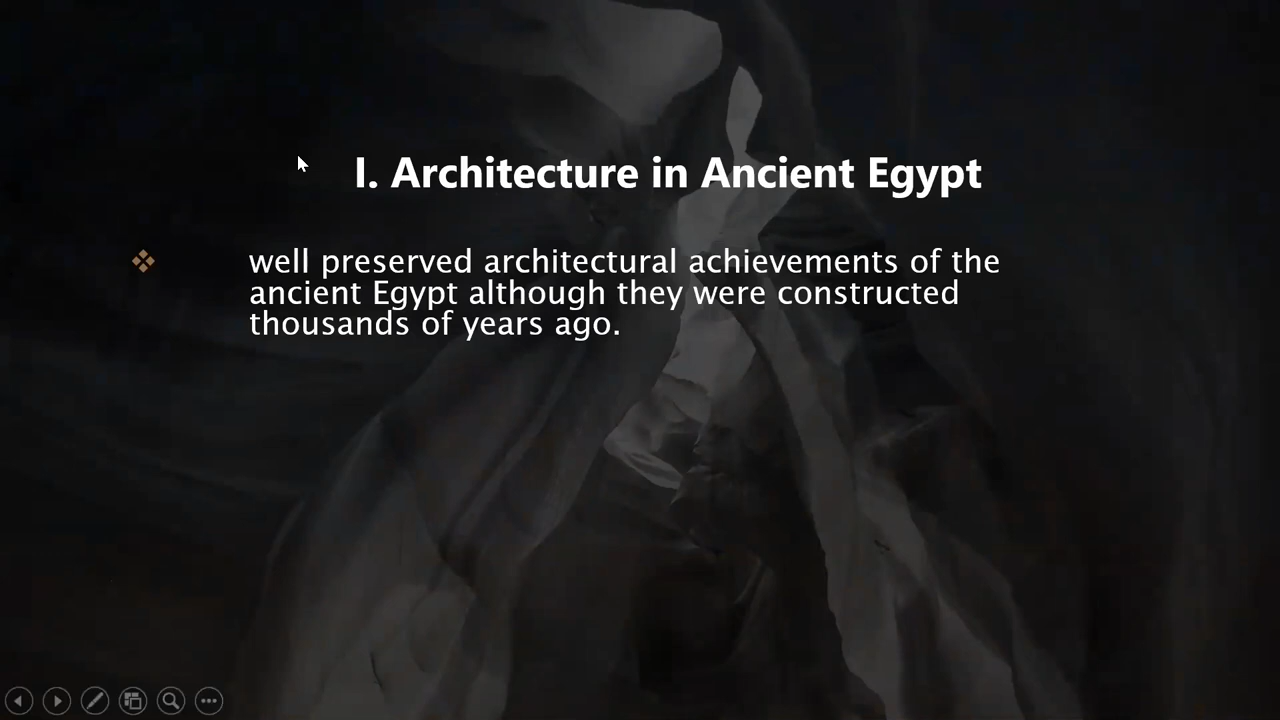 I. Architecture in Ancient Egypt
well preserved architectural achievements of the
ancient Egypt although they were constructed
thousands of years ago.